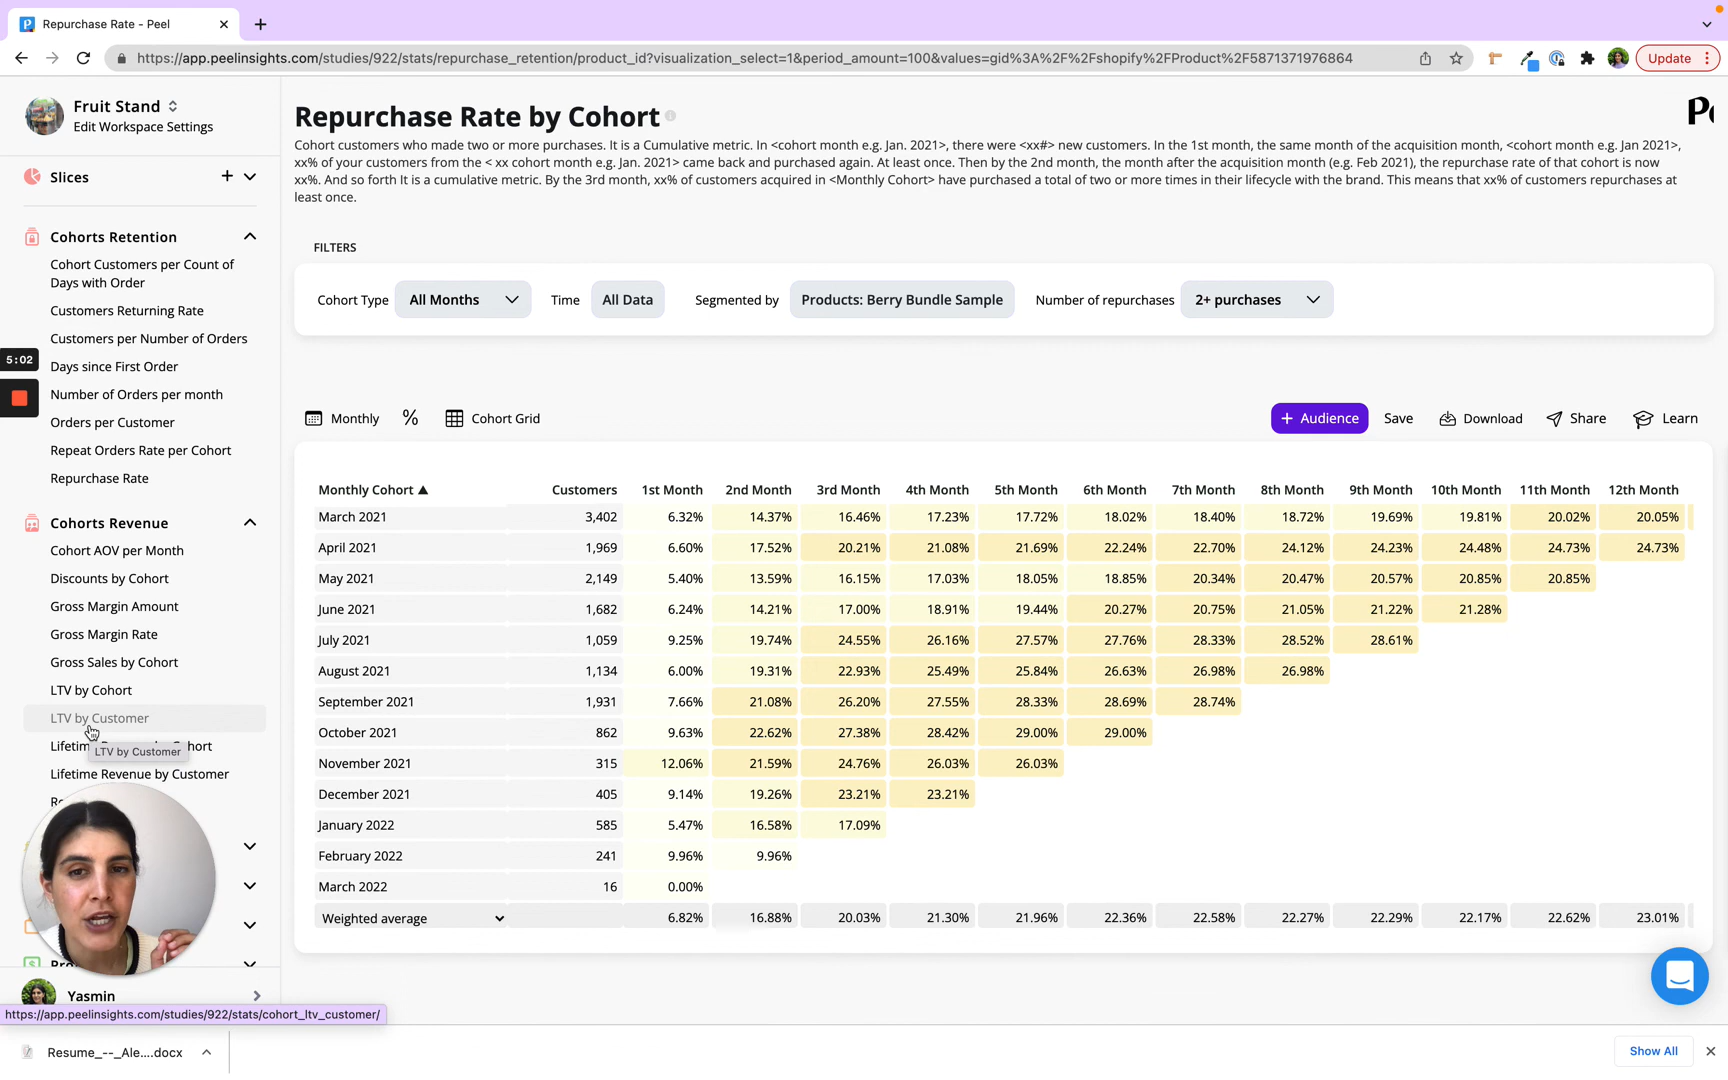 Repurchase Rate - Peel
https://app.peelinsights.com/studies/922/stats/repurchase_retention/product_id?visualization_select=1&period_amount=100&values=gid%3A%2F%2Fshopify%2FProduct%2F5871371976864
Update
Fruit Stand
Edit Workspace Settings
Slices
Cohorts Retention
Cohort Customers per Count of
Days with Order
Customers Returning Rate
Customers per Number of Orders
Days since First Order
5:02
Number of Orders per month
Orders per Customer
Repeat Orders Rate per Cohort
Repurchase Rate
Cohorts Revenue
Cohort AOV per Month
Discounts by Cohort
Gross Margin Amount
Gross Margin Rate
Gross Sales by Cohort
LTV by Cohort
LTV by Customer
LTV by Customer
Lifetime Revenue by Customer
Yasmin
https://app.peelinsights.com/studies/922/stats/cohort_ltv_customer/
Repurchase Rate by Cohort
Cohort customers who made two or more purchases. It is a Cumulative metric. In <cohort month e.g. Jan. 2021>, there were <xx#> new customers. In the 1st month, the same month of the acquisition month, <cohort month e.g. Jan 2021>,
xx% of your customers from the < xx cohort month e.g. Jan. 2021> came back and purchased again. At least once. Then by the 2nd month, the month after the acquisition month (e.g. Feb 2021), the repurchase rate of that cohort is now
xx%. And so forth It is a cumulative metric. By the 3rd month, xx% of customers acquired in <Monthly Cohort> have purchased a total of two or more times in their lifecycle with the brand. This means that xx% of customers repurchases at
least once.
FILTERS
Cohort Type All Months Time All Data Segmented by Products: Berry Bundle Sample Number of repurchases 2+ purchases
Monthly % Cohort Grid + Audience Save Download Share Learn
Monthly Cohort ▲ Customers 1st Month 2nd Month 3rd Month 4th Month 5th Month 6th Month 7th Month 8th Month 9th Month 10th Month 11th Month 12th Month
March 2021 3,402 6.32% 14.37% 16.46% 17.23% 17.72% 18.02% 18.40% 18.72% 19.69% 19.81% 20.02% 20.05%
April 2021 1,969 6.60% 17.52% 20.21% 21.08% 21.69% 22.24% 22.70% 24.12% 24.23% 24.48% 24.73% 24.73%
May 2021 2,149 5.40% 13.59% 16.15% 17.03% 18.05% 18.85% 20.34% 20.47% 20.57% 20.85% 20.85%
June 2021 1,682 6.24% 14.21% 17.00% 18.91% 19.44% 20.27% 20.75% 21.05% 21.22% 21.28%
July 2021 1,059 9.25% 19.74% 24.55% 26.16% 27.57% 27.76% 28.33% 28.52% 28.61%
August 2021 1,134 6.00% 19.31% 22.93% 25.49% 25.84% 26.63% 26.98% 26.98%
September 2021 1,931 7.66% 21.08% 26.20% 27.55% 28.33% 28.69% 28.74%
October 2021 862 9.63% 22.62% 27.38% 28.42% 29.00% 29.00%
November 2021 315 12.06% 21.59% 24.76% 26.03% 26.03%
December 2021 405 9.14% 19.26% 23.21% 23.21%
January 2022 585 5.47% 16.58% 17.09%
February 2022 241 9.96% 9.96%
March 2022 16 0.00%
Weighted average 6.82% 16.88% 20.03% 21.30% 21.96% 22.36% 22.58% 22.27% 22.29% 22.17% 22.62% 23.01%
Resume_--_Ale....docx
Show All